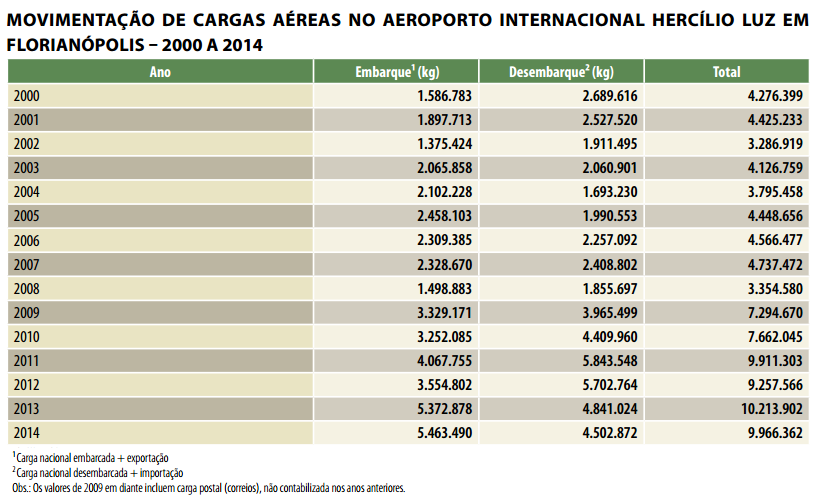 MOVIMENTAÇÃO DE CARGAS AÉREAS NO AEROPORTO INTERNACIONAL HERCÍLIO LUZ EM
FLORIANÓPOLIS – 2000 A 2014
Ano Embarque¹ (kg) Desembarque² (kg) Total
2000 1.586.783 2.689.616 4.276.399
2001 1.897.713 2.527.520 4.425.233
2002 1.375.424 1.911.495 3.286.919
2003 2.065.858 2.060.901 4.126.759
2004 2.102.228 1.693.230 3.795.458
2005 2.458.103 1.990.553 4.448.656
2006 2.309.385 2.257.092 4.566.477
2007 2.328.670 2.408.802 4.737.472
2008 1.498.883 1.855.697 3.354.580
2009 3.329.171 3.965.499 7.294.670
2010 3.252.085 4.409.960 7.662.045
2011 4.067.755 5.843.548 9.911.303
2012 3.554.802 5.702.764 9.257.566
2013 5.372.878 4.841.024 10.213.902
2014 5.463.490 4.502.872 9.966.362
¹Carga nacional embarcada + exportação
²Carga nacional desembarcada + importação
Obs.: Os valores de 2009 em diante incluem carga postal (correios), não contabilizada nos anos anteriores.